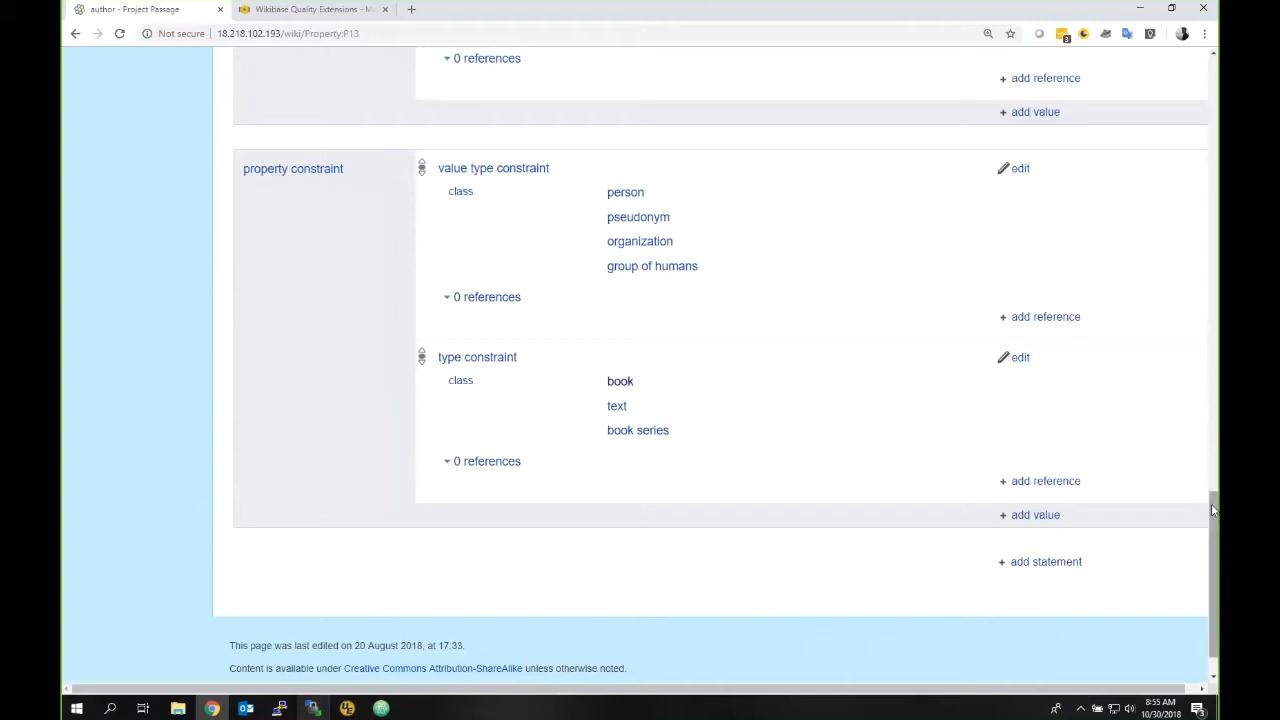 author - Project Passage
Wikibase Quality Extensions - Mo
Not secure
18.218.102.193/wiki/Property:P13
3
0 references
+ add reference
+ add value
property constraint
value type constraint
edit
class
person
pseudonym
organization
group of humans
0 references
+ add reference
type constraint
edit
class
book
text
book series
0 references
+ add reference
+ add value
+ add statement
This page was last edited on 20 August 2018, at 17:33.
Content is available under Creative Commons Attribution-ShareAlike unless otherwise noted.
8:55 AM
10/30/2018
3